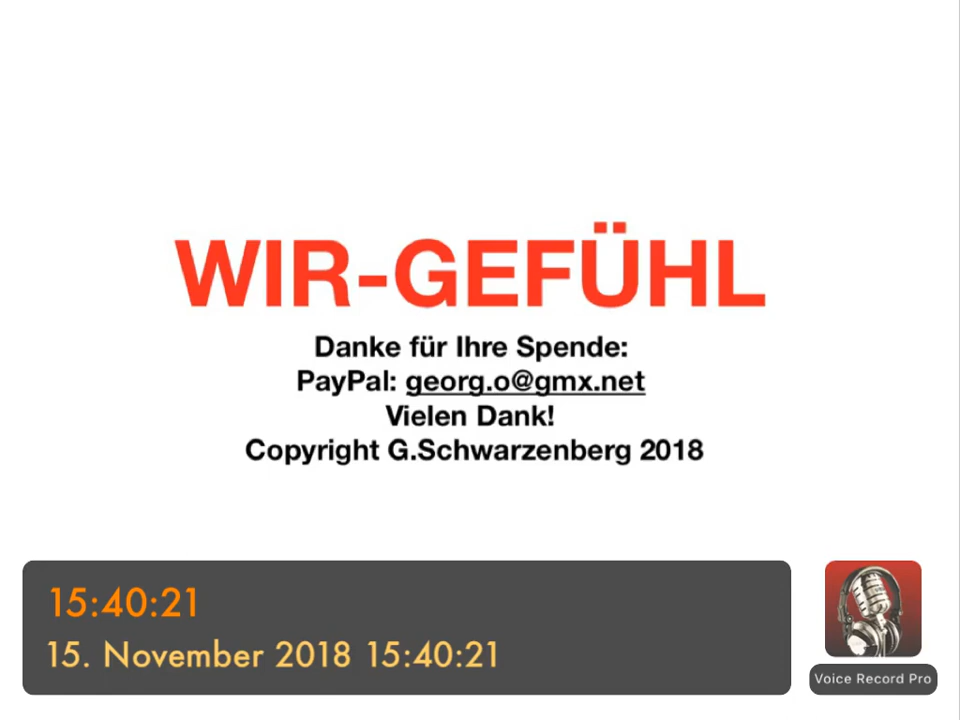 WIR-GEFÜHL
Danke für Ihre Spende:
PayPal: georg.o@gmx.net
Vielen Dank!
Copyright G.Schwarzenberg 2018
15:40:21
15. November 2018 15:40:21
Voice Record Pro